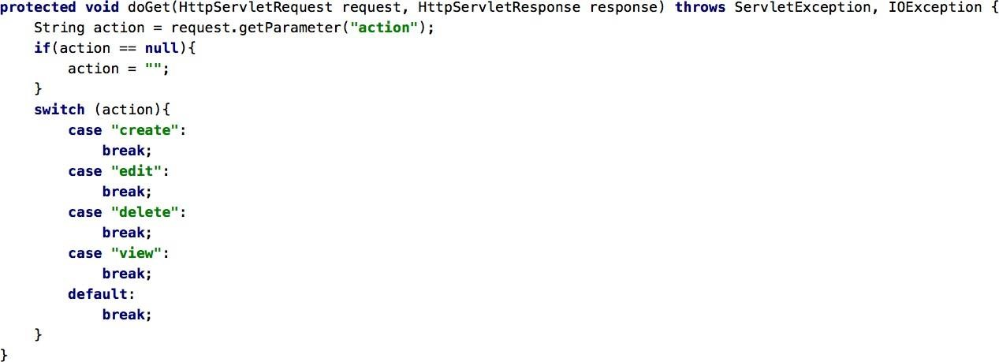 protected void doGet(HttpServletRequest request, HttpServletResponse response) throws ServletException, IOException {
    String action = request.getParameter("action");
    if(action == null){
        action = "";
    }
    switch (action){
        case "create":
            break;
        case "edit":
            break;
        case "delete":
            break;
        case "view":
            break;
        default:
            break;
    }
}